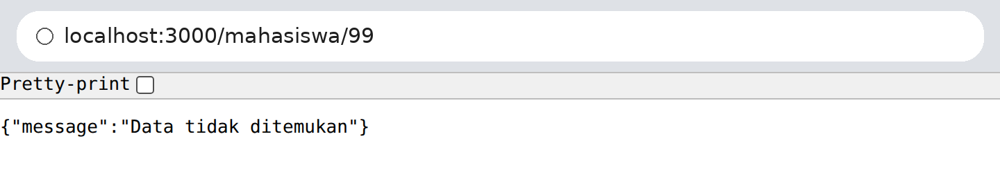 localhost:3000/mahasiswa/99
Pretty-print
{"message":"Data tidak ditemukan"}